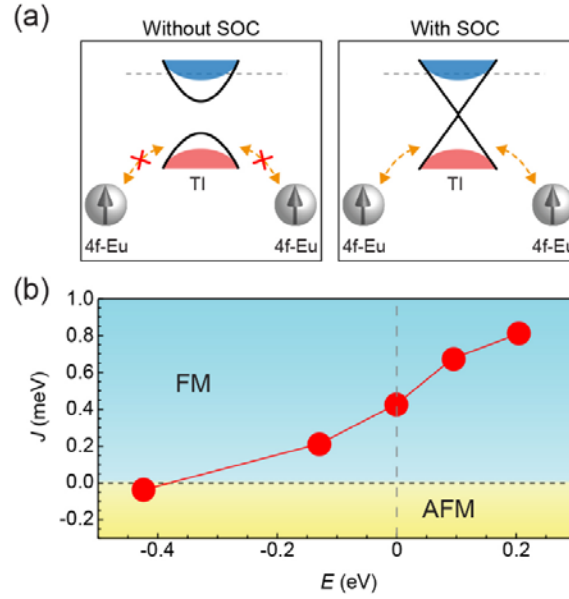 (a)
Without SOC
With SOC
TI
TI
4f-Eu
4f-Eu
4f-Eu
4f-Eu
(b)
1.0
0.8
0.6
0.4
0.2
0.0
-0.2
J (meV)
FM
AFM
-0.4
-0.2
0
0.2
E (eV)